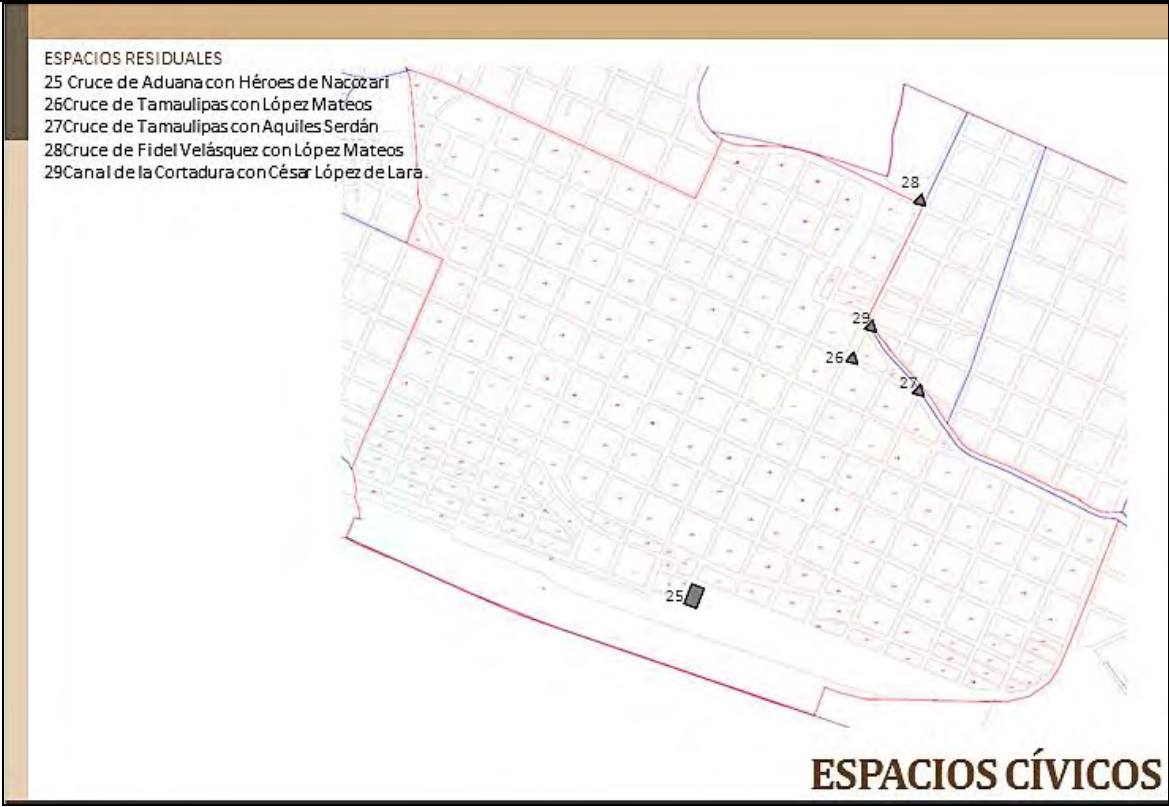 ESPACIOS RESIDUALES
25 Cruce de Aduana con Héroes de Nacozari
26Cruce de Tamaulipas con López Mateos
27Cruce de Tamaulipas con Aquiles Serdán
28Cruce de Fidel Velásquez con López Mateos
29Canal de la Cortadura con César López de Lara.
28
29
26
27
25
ESPACIOS CÍVICOS